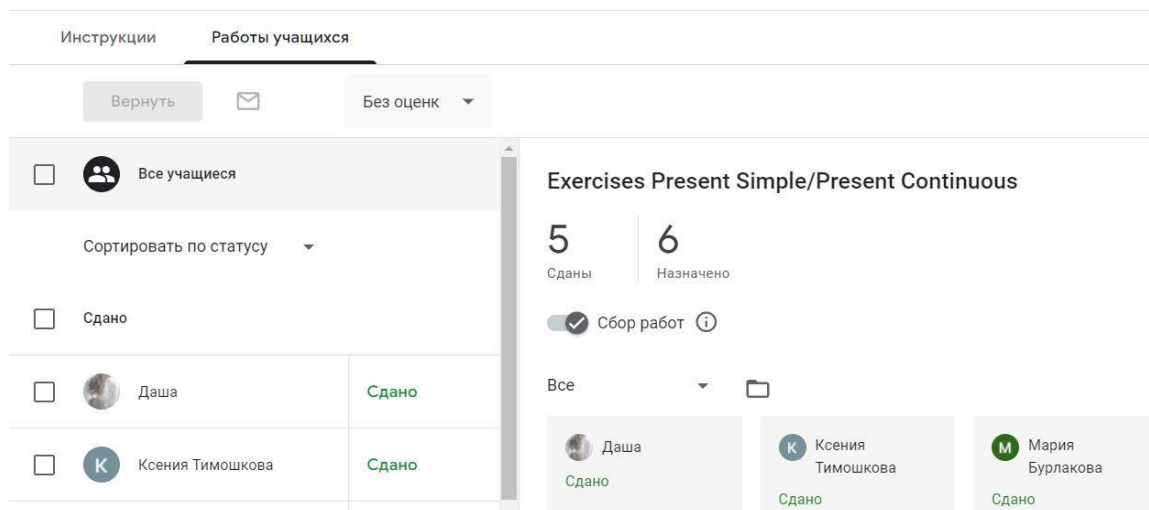 Инструкции Работы учащихся
Вернуть Без оценк
Все учащиеся
Сортировать по статусу
Сдано
Даша Сдано
К Ксения Тимошкова Сдано
Exercises Present Simple/Present Continuous
5 6
Сданы Назначено
Сбор работ
Все
Даша
Сдано
К Ксения
Тимошкова
Сдано
М Мария
Бурлакова
Сдано